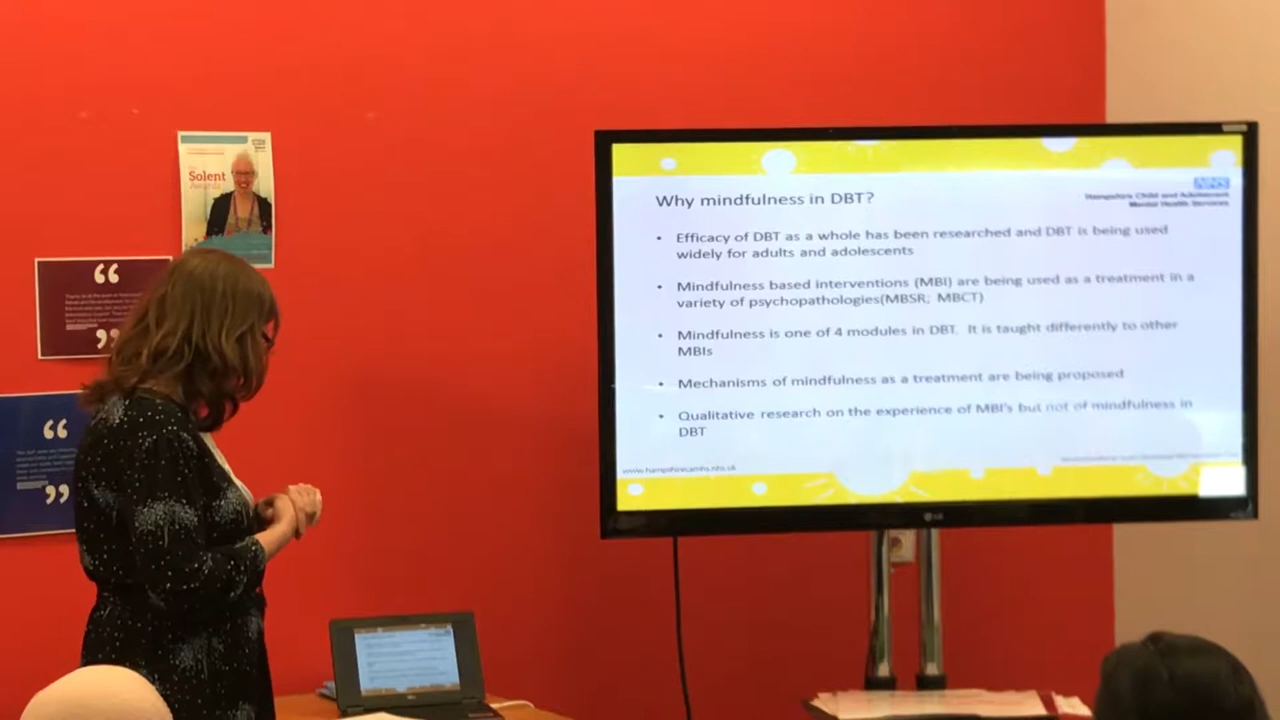 Solent
Awards
Why mindfulness in DBT?
NHS
Hampshire Child and Adolescent
Mental Health Services
• Efficacy of DBT as a whole has been researched and DBT is being used
widely for adults and adolescents
• Mindfulness based interventions (MBI) are being used as a treatment in a
variety of psychopathologies(MBSR; MBCT)
• Mindfulness is one of 4 modules in DBT. It is taught differently to other
MBIs
• Mechanisms of mindfulness as a treatment are being proposed
• Qualitative research on the experience of MBI's but not of mindfulness in
DBT
www.hampshirecamhs.nhs.uk
LG